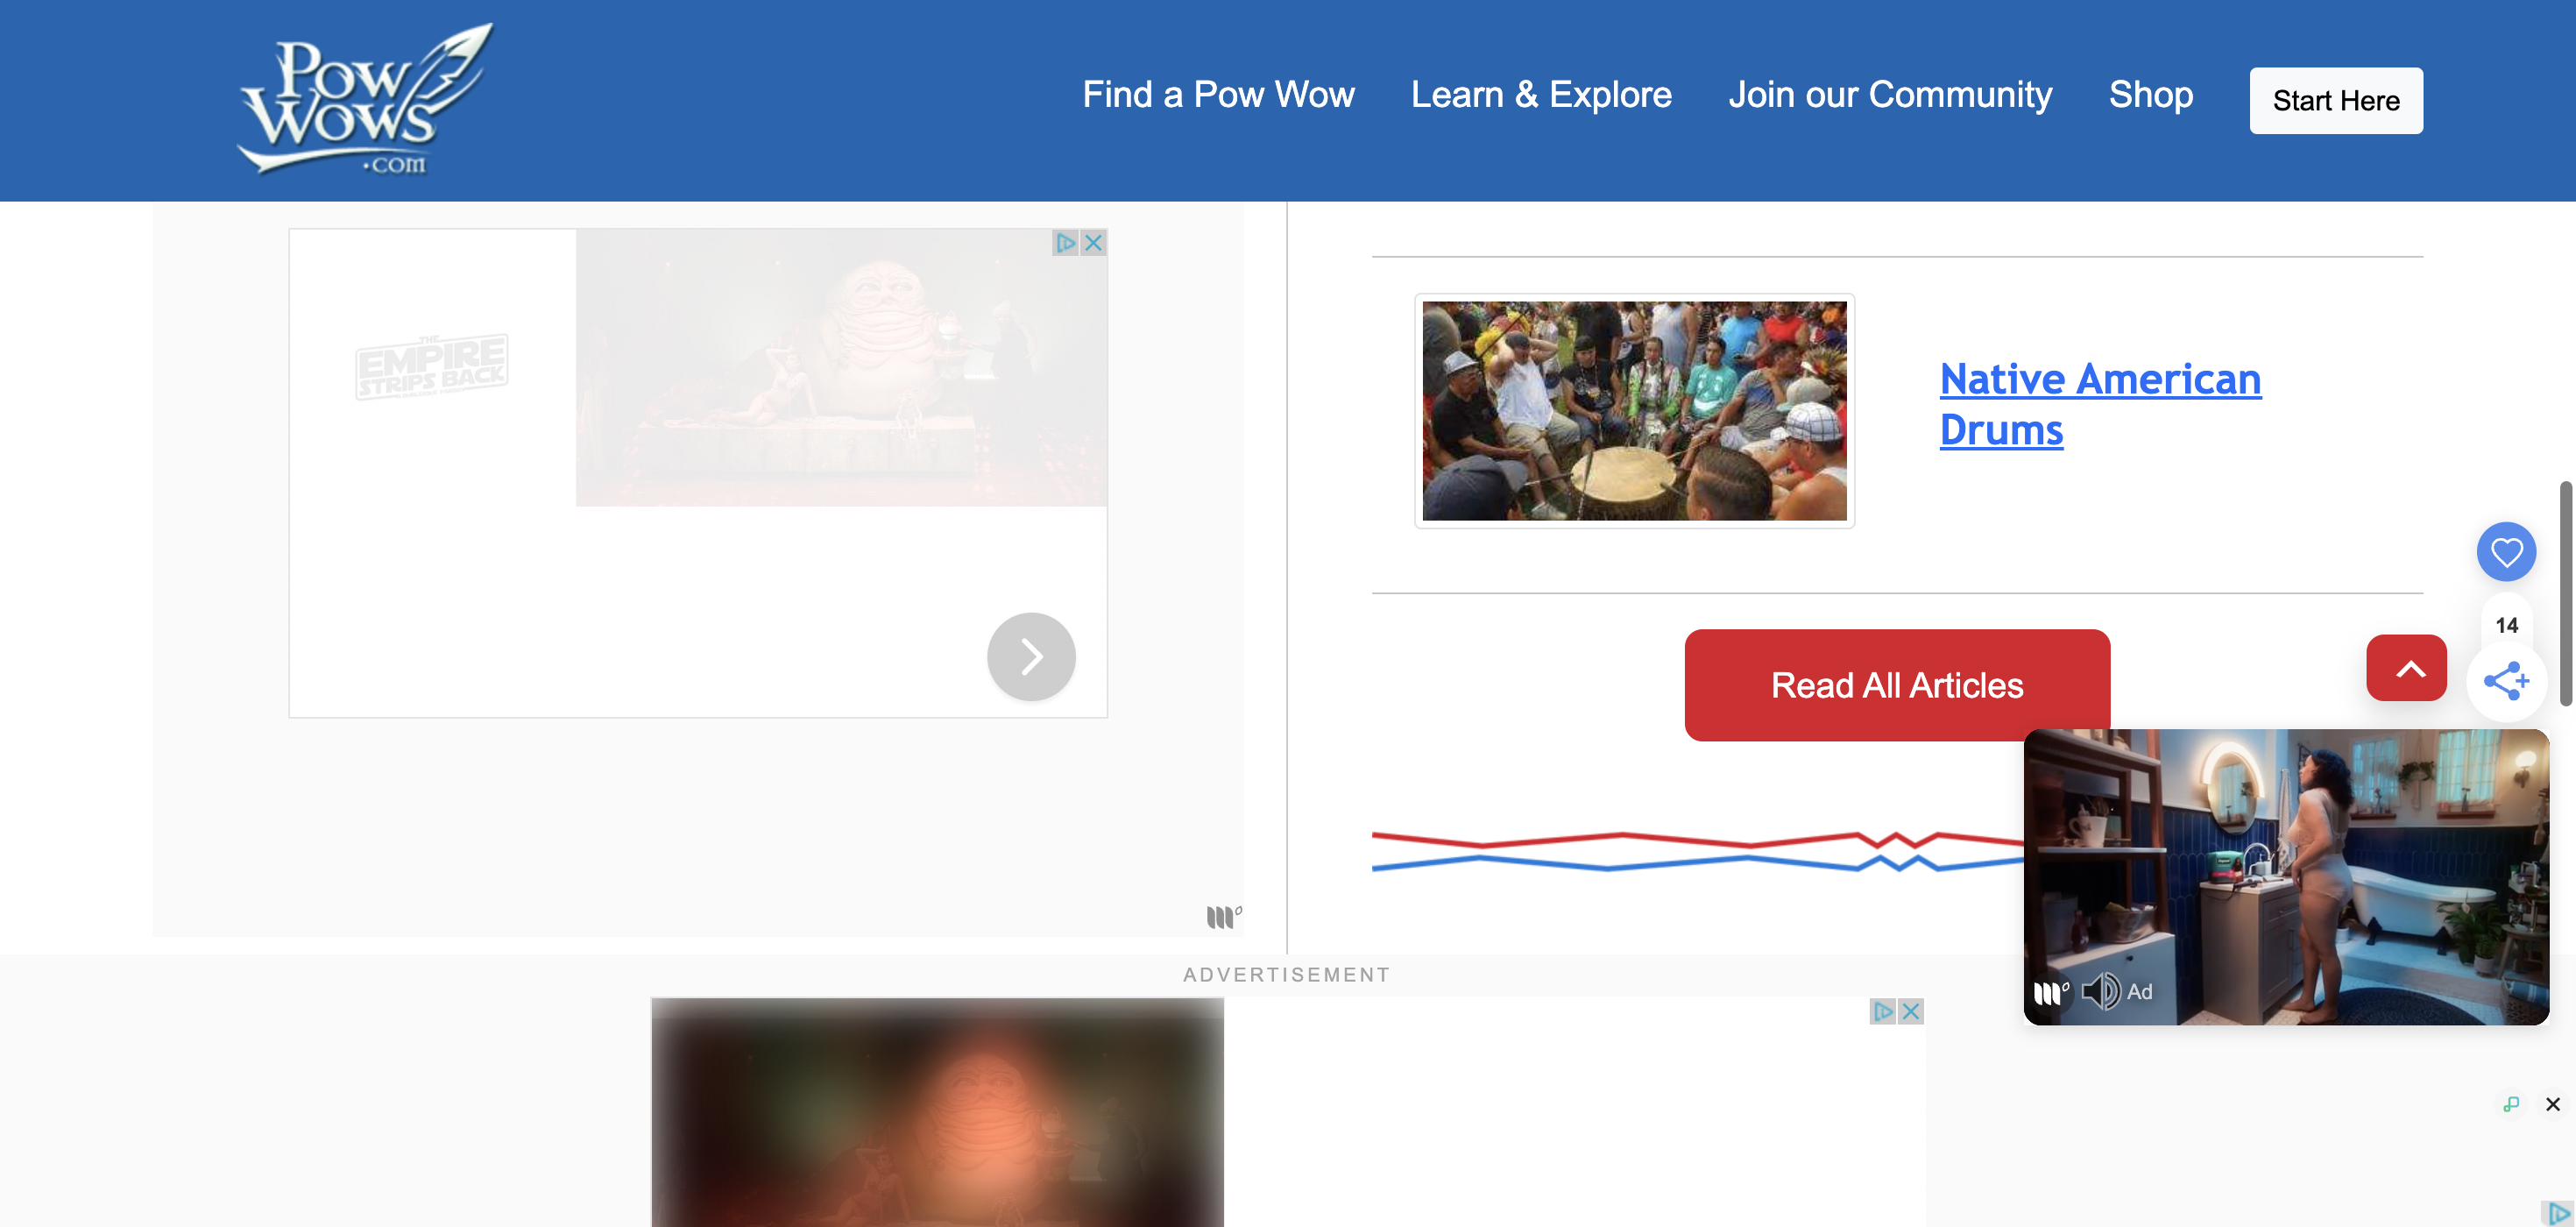 Pow
Wows
.com
Find a Pow Wow
Learn & Explore
Join our Community
Shop
Start Here
THE
EMPIRE
STRIPS BACK
Native American
Drums
14
Read All Articles
Ad
ADVERTISEMENT